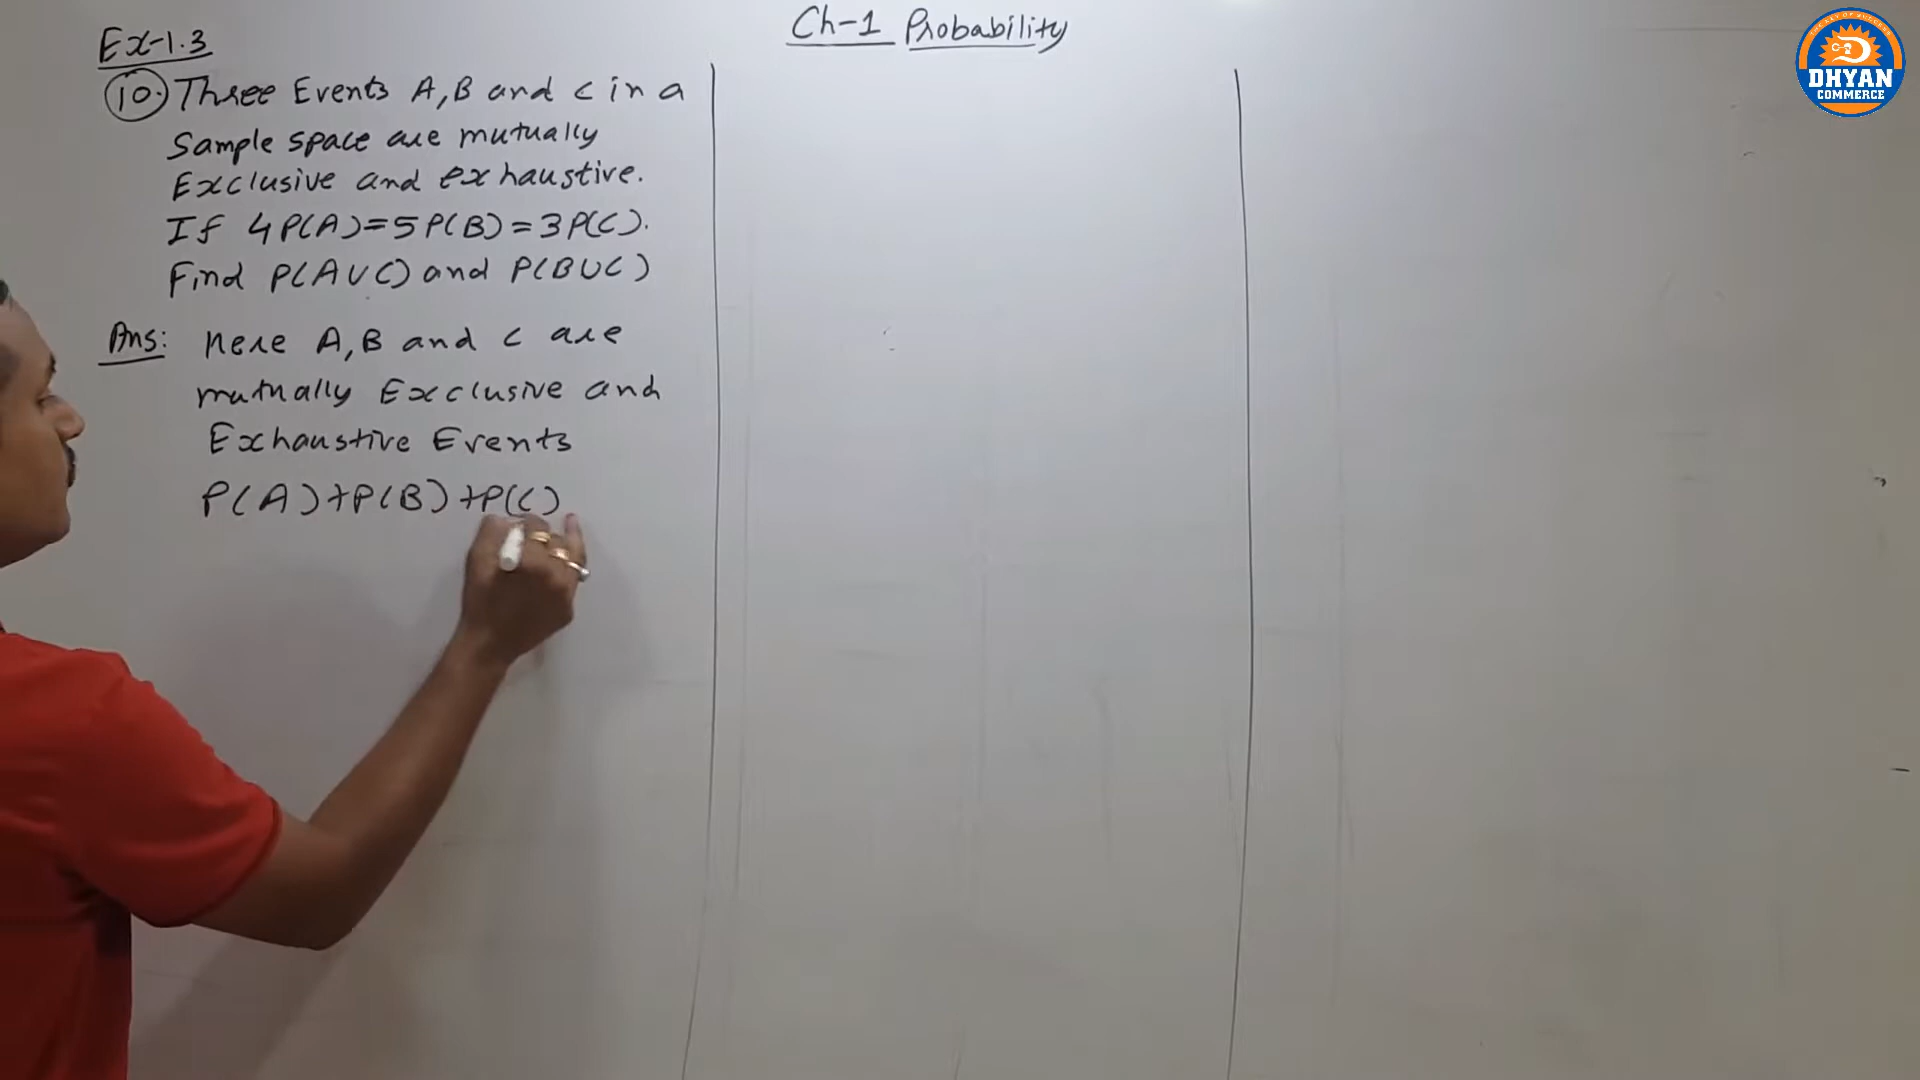 Ch-1 Probability
Ex-1.3
10. Three Events A, B and C in a
Sample space are mutually
Exclusive and exhaustive.
If 4P(A)=5P(B)=3P(C).
Find P(A∪C) and P(B∪C)
Ans: Here A, B and C are
mutually Exclusive and
Exhaustive Events
P(A)+P(B)+P(C)
DHYAN
COMMERCE